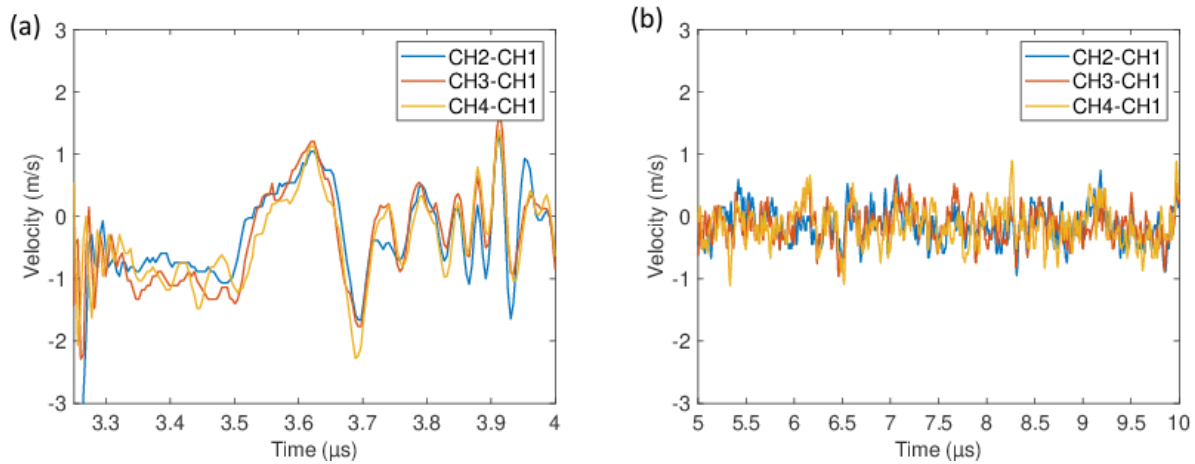 (a)
3
2
1
0
-1
-2
-3
Velocity (m/s)
CH2-CH1
CH3-CH1
CH4-CH1
3.3 3.4 3.5 3.6 3.7 3.8 3.9 4
Time (µs)
(b)
3
2
1
0
-1
-2
-3
Velocity (m/s)
CH2-CH1
CH3-CH1
CH4-CH1
5 5.5 6 6.5 7 7.5 8 8.5 9 9.5 10
Time (µs)